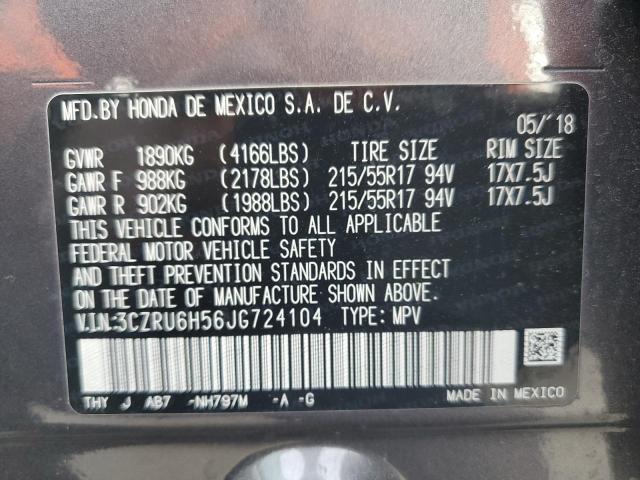 MFD.BY HONDA DE MEXICO S.A. DE C.V.
05/'18
GVWR 1890KG (4166LBS) TIRE SIZE RIM SIZE
GAWR F 988KG (2178LBS) 215/55R17 94V 17X7.5J
GAWR R 902KG (1988LBS) 215/55R17 94V 17X7.5J
THIS VEHICLE CONFORMS TO ALL APPLICABLE
FEDERAL MOTOR VEHICLE SAFETY
AND THEFT PREVENTION STANDARDS IN EFFECT
ON THE DATE OF MANUFACTURE SHOWN ABOVE.
V.I.N:3CZRU6H56JG724104 TYPE: MPV
THY J AB7 -NH797M -A -G
MADE IN MEXICO